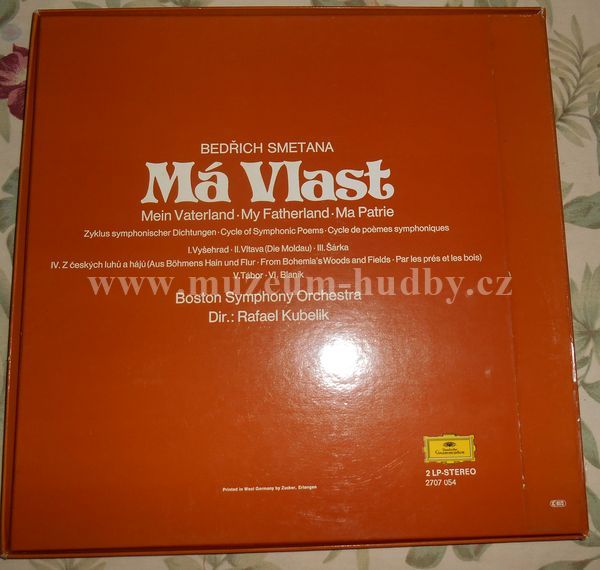 BEDŘICH SMETANA
Má Vlast
Mein Vaterland · My Fatherland · Ma Patrie
Zyklus symphonischer Dichtungen · Cycle of Symphonic Poems · Cycle de poèmes symphoniques
I. Vyšehrad · II. Vltava (Die Moldau) · III. Šárka
IV. Z českých luhů a hájů (Aus Böhmens Hain und Flur · From Bohemia's Woods and Fields · Par les prés et les bois)
V. Tábor · VI. Blaník
www.muzeum-hudby.cz
Boston Symphony Orchestra
Dir.: Rafael Kubelik
Deutsche
Grammophon
2 LP-STEREO
2707 054
Printed in West Germany by Zucker, Erlangen